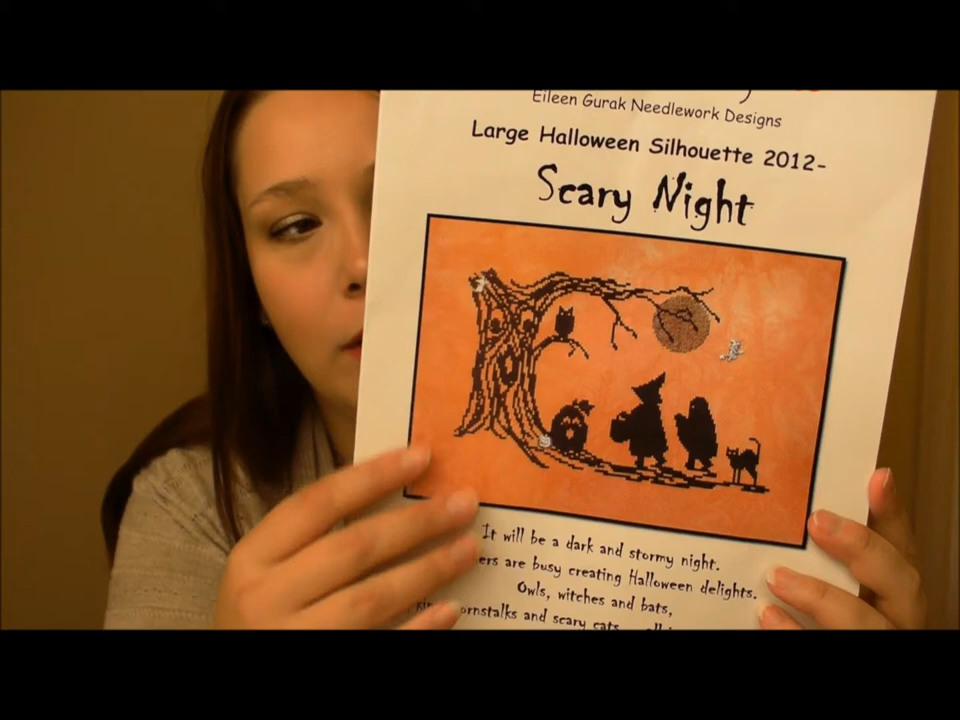 Eileen Gurak Needlework Designs
Large Halloween Silhouette 2012-
Scary Night
It will be a dark and stormy night.
are busy creating Halloween delights.
Owls, witches and bats,
and scary cats